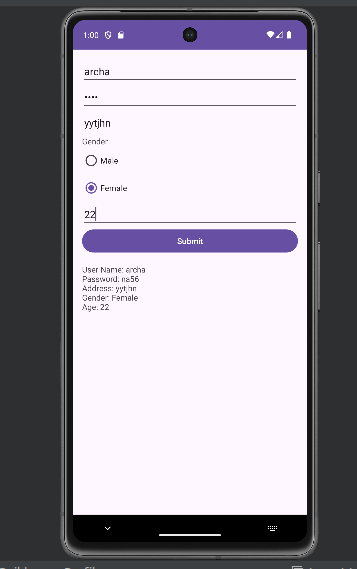 1:00
archa
••••
yytjhn
Gender
Male
Female
22
Submit
User Name: archa
Password: na56
Address: yytjhn
Gender: Female
Age: 22